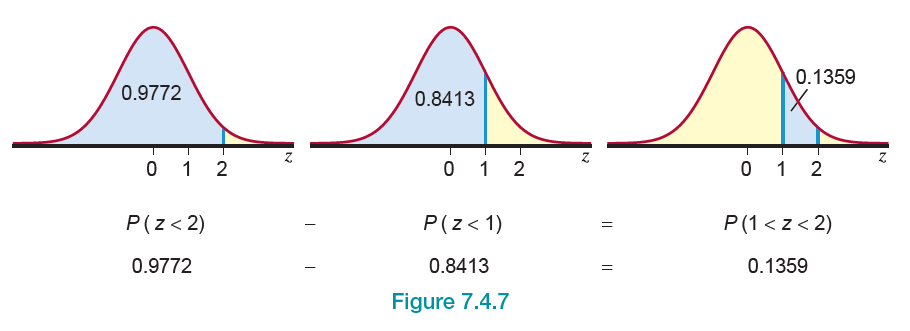 0.9772
0 1 2 z
0.8413
0 1 2 z
0.1359
0 1 2 z
P ( z < 2) – P ( z < 1) = P (1 < z < 2)
0.9772 – 0.8413 = 0.1359
Figure 7.4.7